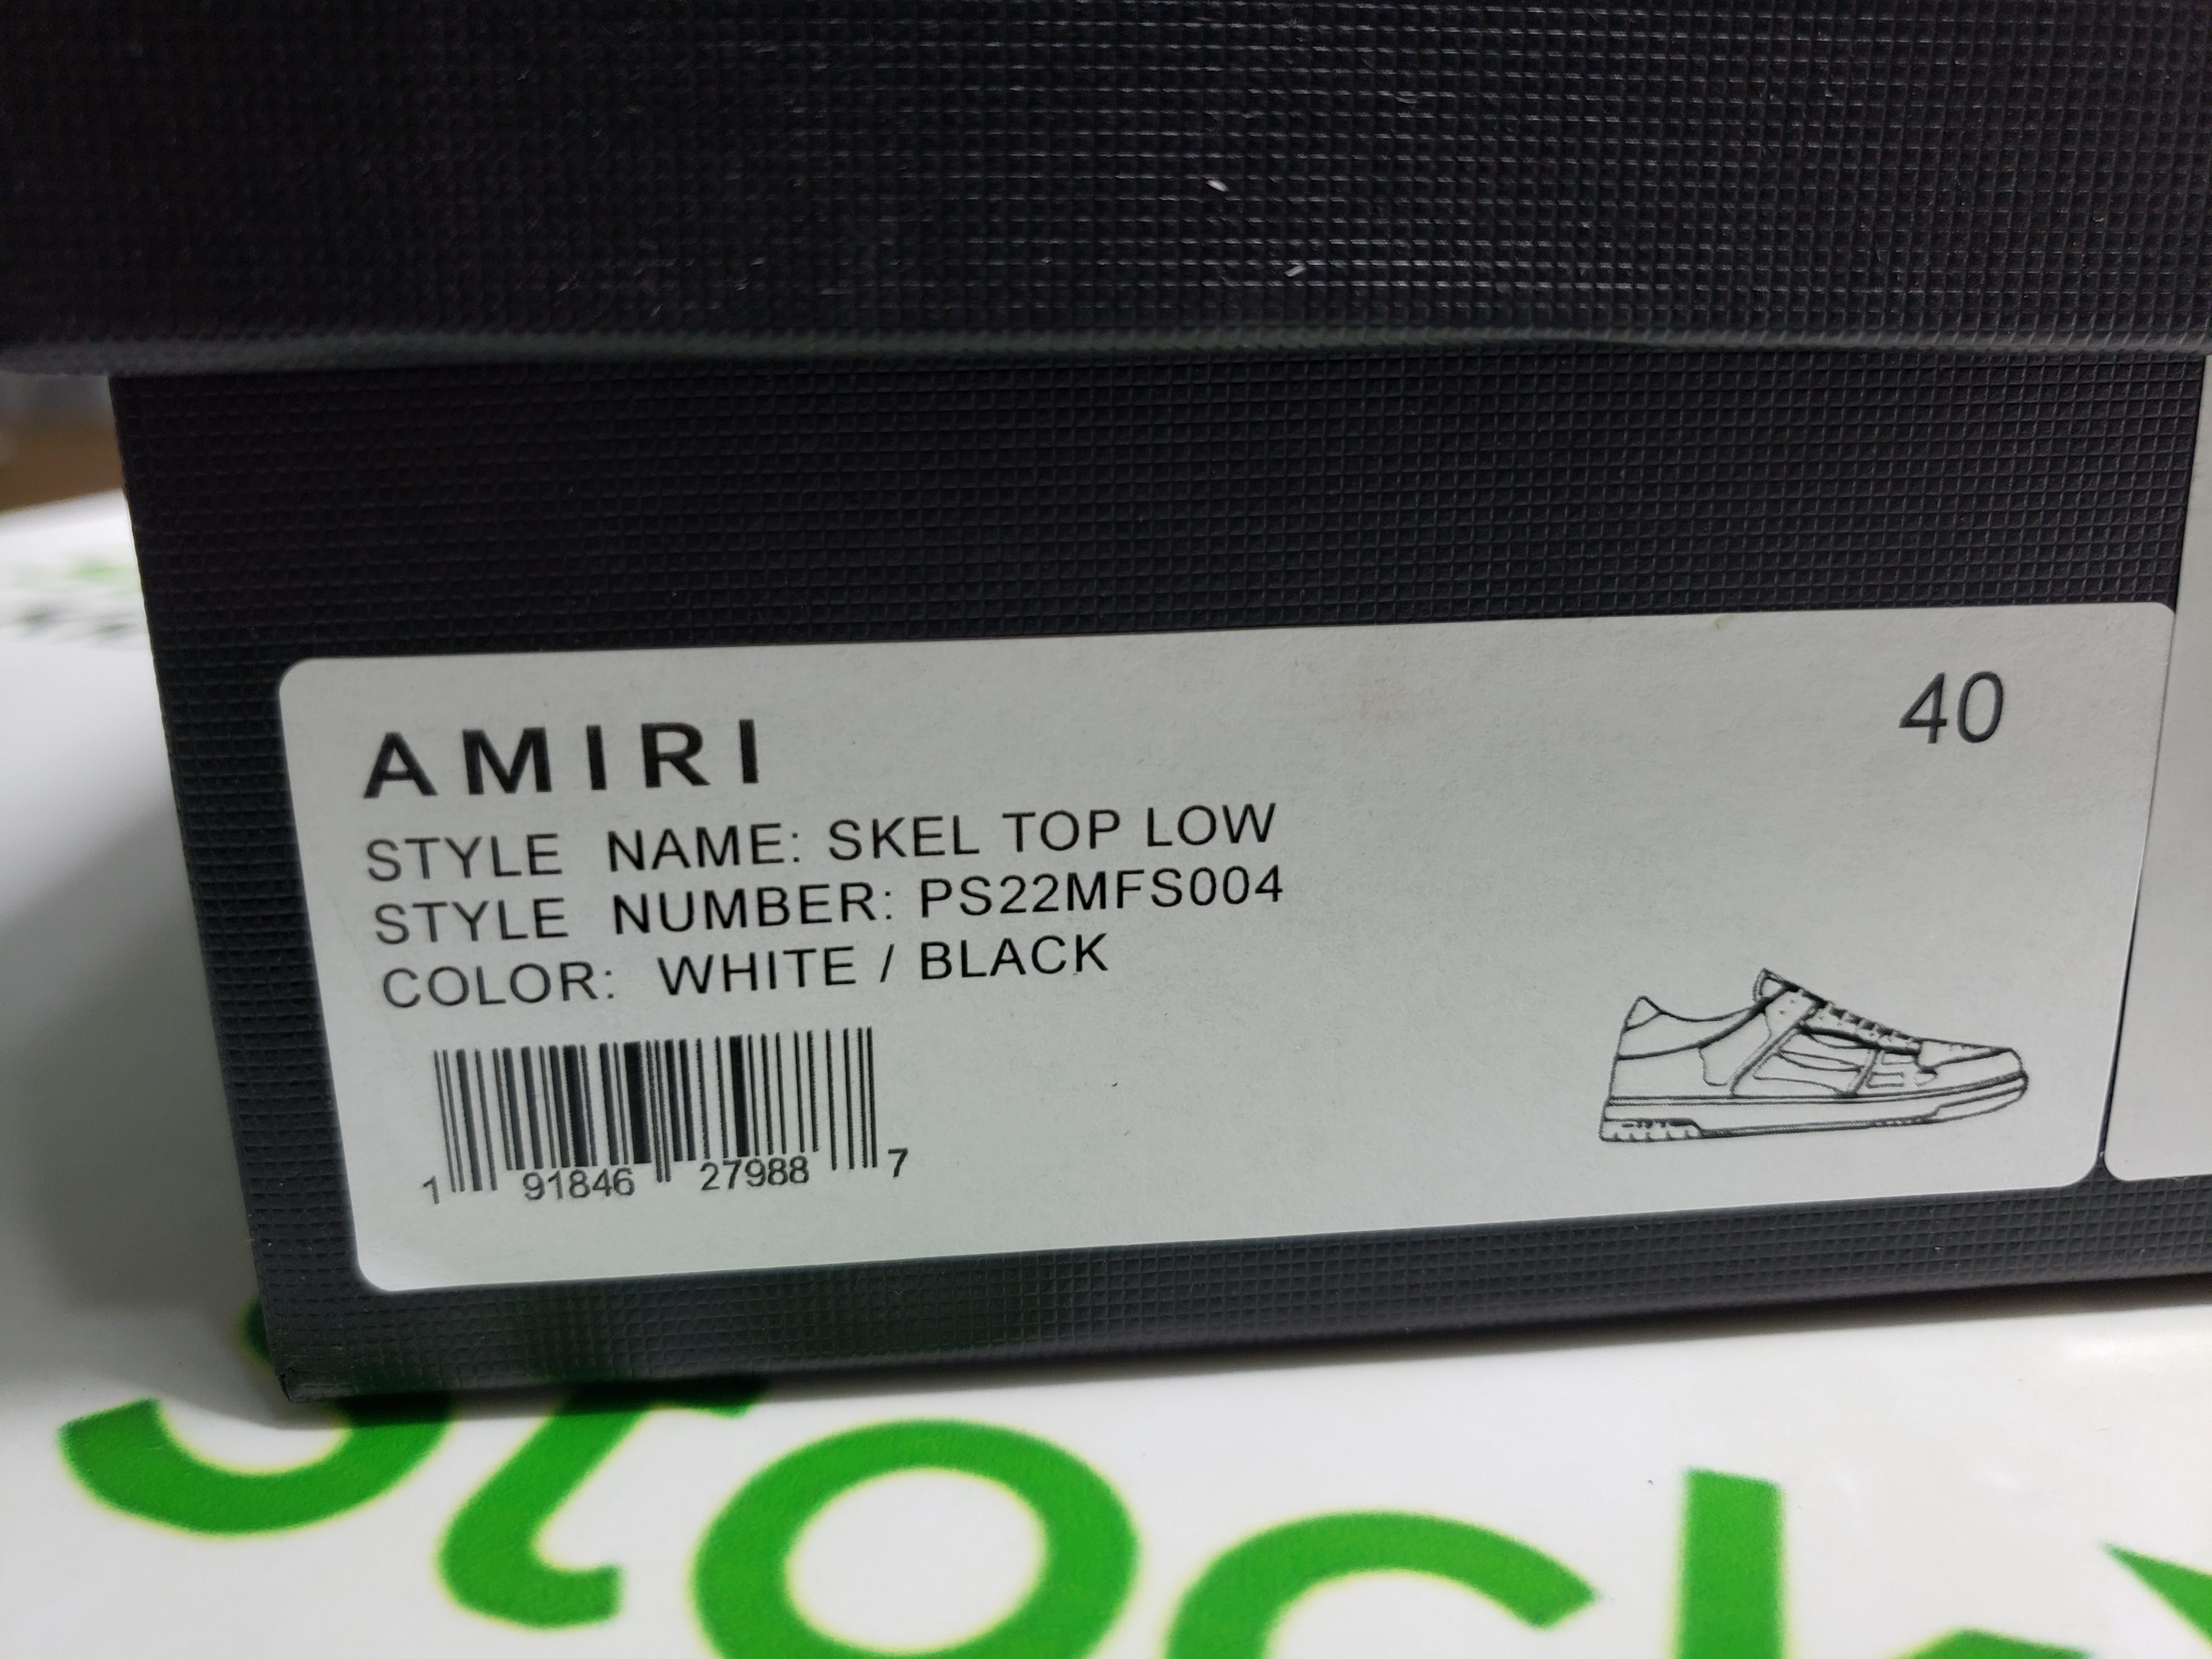 AMIRI
40
STYLE NAME: SKEL TOP LOW
STYLE NUMBER: PS22MFS004
COLOR: WHITE / BLACK
1 91846 27988 7